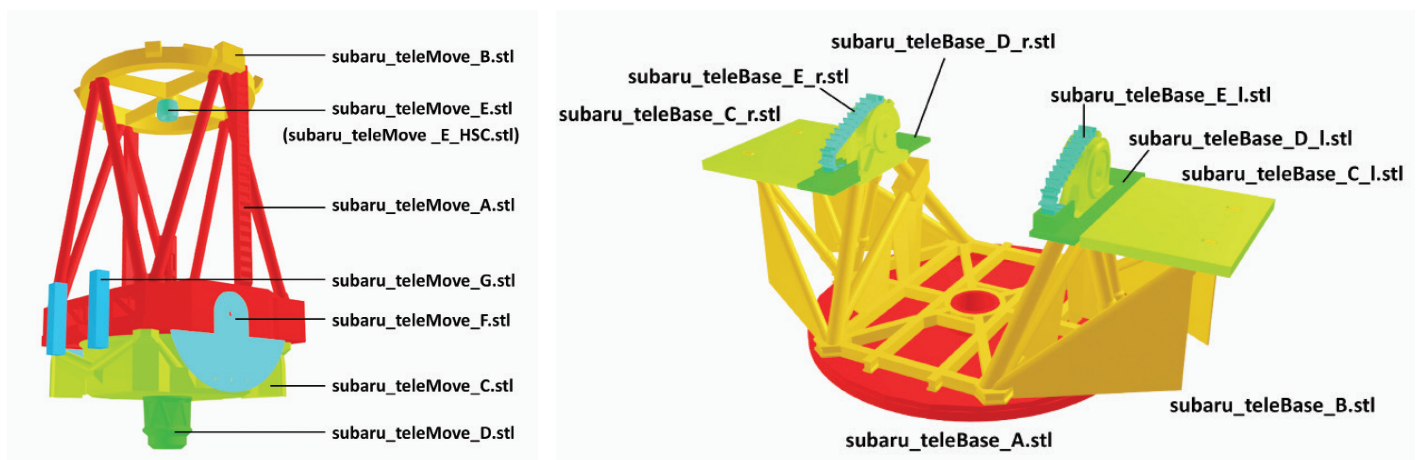 subaru_teleMove_B.stl
subaru_teleMove_E.stl
(subaru_teleMove _E_HSC.stl)
subaru_teleMove_A.stl
subaru_teleMove_G.stl
subaru_teleMove_F.stl
subaru_teleMove_C.stl
subaru_teleMove_D.stl
subaru_teleBase_D_r.stl
subaru_teleBase_E_r.stl
subaru_teleBase_C_r.stl
subaru_teleBase_E_l.stl
subaru_teleBase_D_l.stl
subaru_teleBase_C_l.stl
subaru_teleBase_B.stl
subaru_teleBase_A.stl